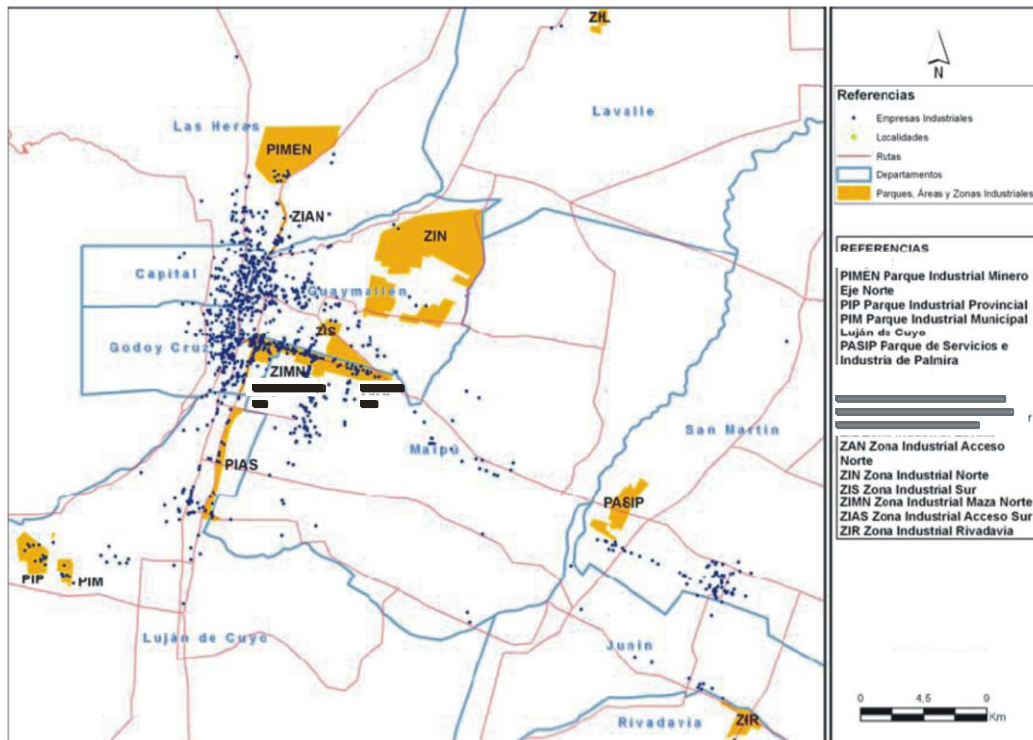 ZIL
Lavalle
Las Heras
PIMEN
ZIAN
ZIN
Capital
Guaymallén
ZIS
Godoy Cruz
ZIMN
Maipú
San Martín
PIAS
PASIP
PIP
PIM
Luján de Cuyo
Junín
Rivadavia
ZIR
N
Referencias
Empresas Industriales
Localidades
Rutas
Departamentos
Parques, Áreas y Zonas Industriales
REFERENCIAS
PIMEN Parque Industrial Minero
Eje Norte
PIP Parque Industrial Provincial
PIM Parque Industrial Municipal
Luján de Cuyo
PASIP Parque de Servicios e
Industria de Palmira
r
Zona Industrial
ZAN Zona Industrial Acceso
Norte
ZIN Zona Industrial Norte
ZIS Zona Industrial Sur
ZIMN Zona Industrial Maza Norte
ZIAS Zona Industrial Acceso Sur
ZIR Zona Industrial Rivadavia
0 4,5 9
Km